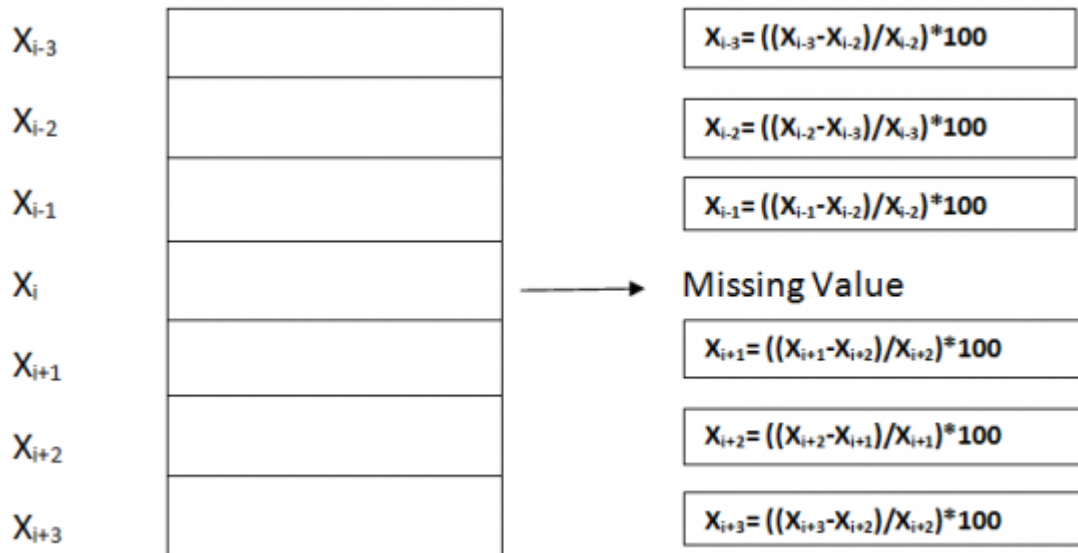 Xi-3
Xi-3= ((Xi-3-Xi-2)/Xi-2)*100
Xi-2
Xi-2= ((Xi-2-Xi-3)/Xi-3)*100
Xi-1
Xi-1= ((Xi-1-Xi-2)/Xi-2)*100
Xi
Missing Value
Xi+1
Xi+1= ((Xi+1-Xi+2)/Xi+2)*100
Xi+2
Xi+2= ((Xi+2-Xi+1)/Xi+1)*100
Xi+3
Xi+3= ((Xi+3-Xi+2)/Xi+2)*100